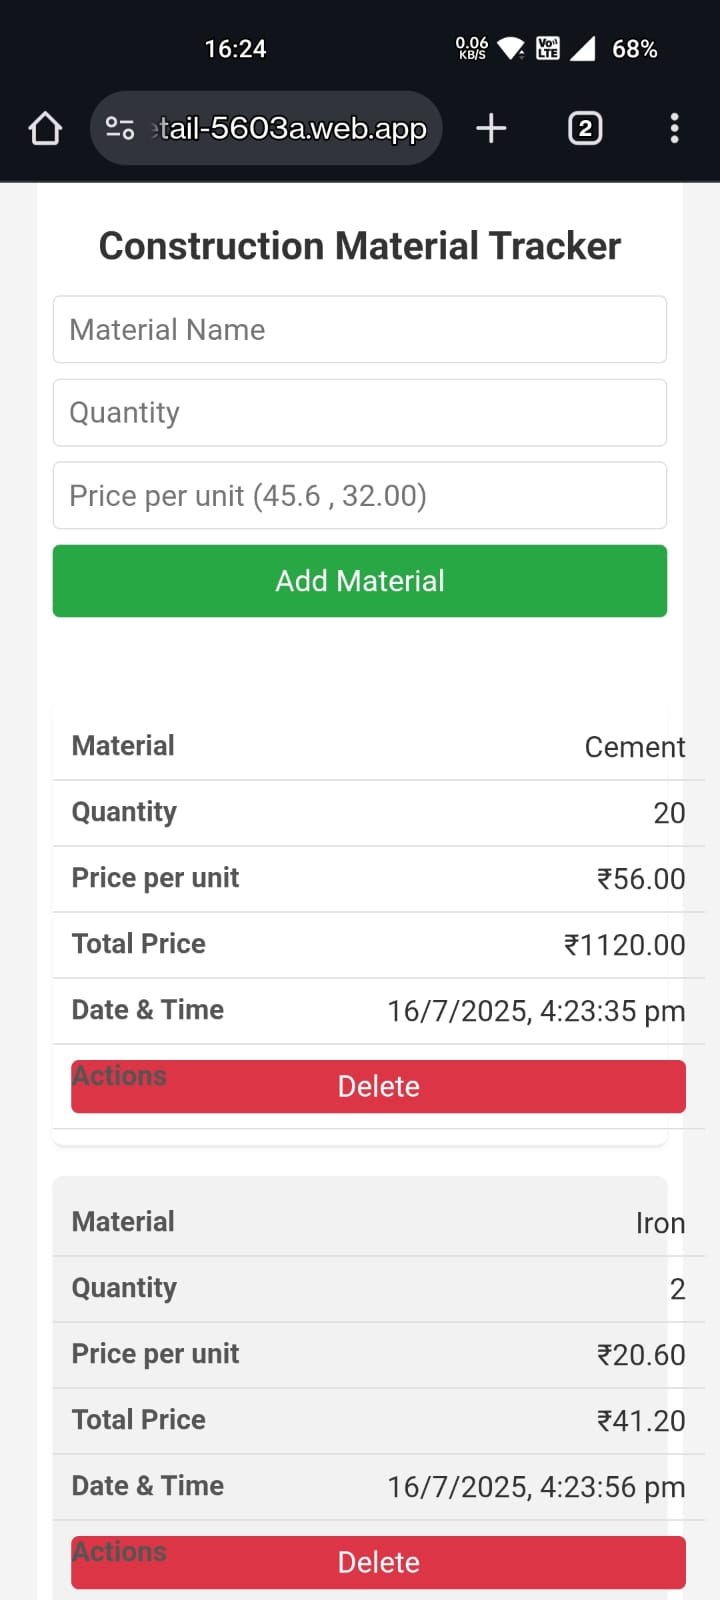 16:24 0.06 KB/S Vo)) LTE 68%
etail-5603a.web.app 2
Construction Material Tracker
Material Name
Quantity
Price per unit (45.6 , 32.00)
Add Material
Material Cement
Quantity 20
Price per unit ₹56.00
Total Price ₹1120.00
Date & Time 16/7/2025, 4:23:35 pm
Actions Delete
Material Iron
Quantity 2
Price per unit ₹20.60
Total Price ₹41.20
Date & Time 16/7/2025, 4:23:56 pm
Actions Delete